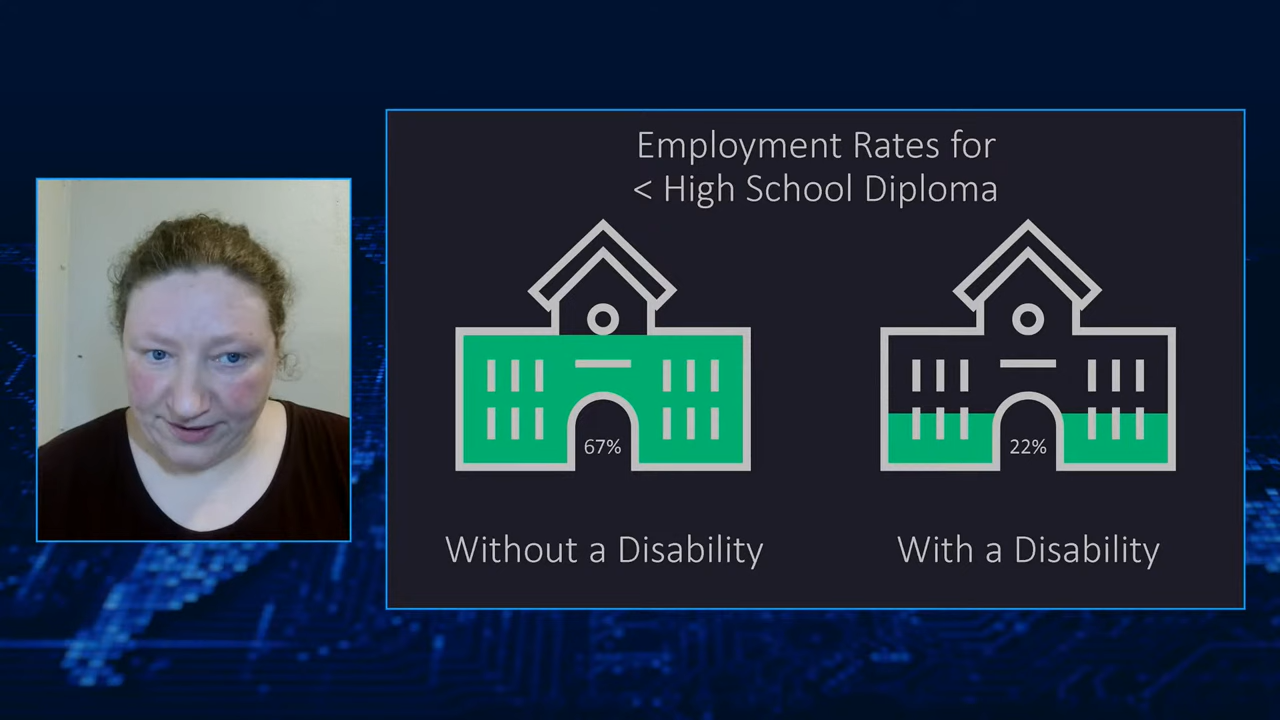 Employment Rates for
< High School Diploma
67%
22%
Without a Disability
With a Disability